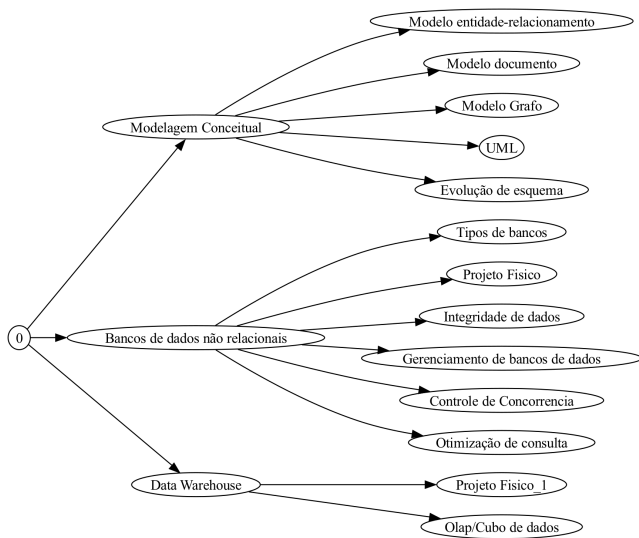 Modelo entidade-relacionamento
Modelo documento
Modelo Grafo
Modelagem Conceitual
UML
Evolução de esquema
Tipos de bancos
Projeto Fisico
Integridade de dados
0
Bancos de dados não relacionais
Gerenciamento de bancos de dados
Controle de Concorrencia
Otimização de consulta
Data Warehouse
Projeto Fisico_1
Olap/Cubo de dados